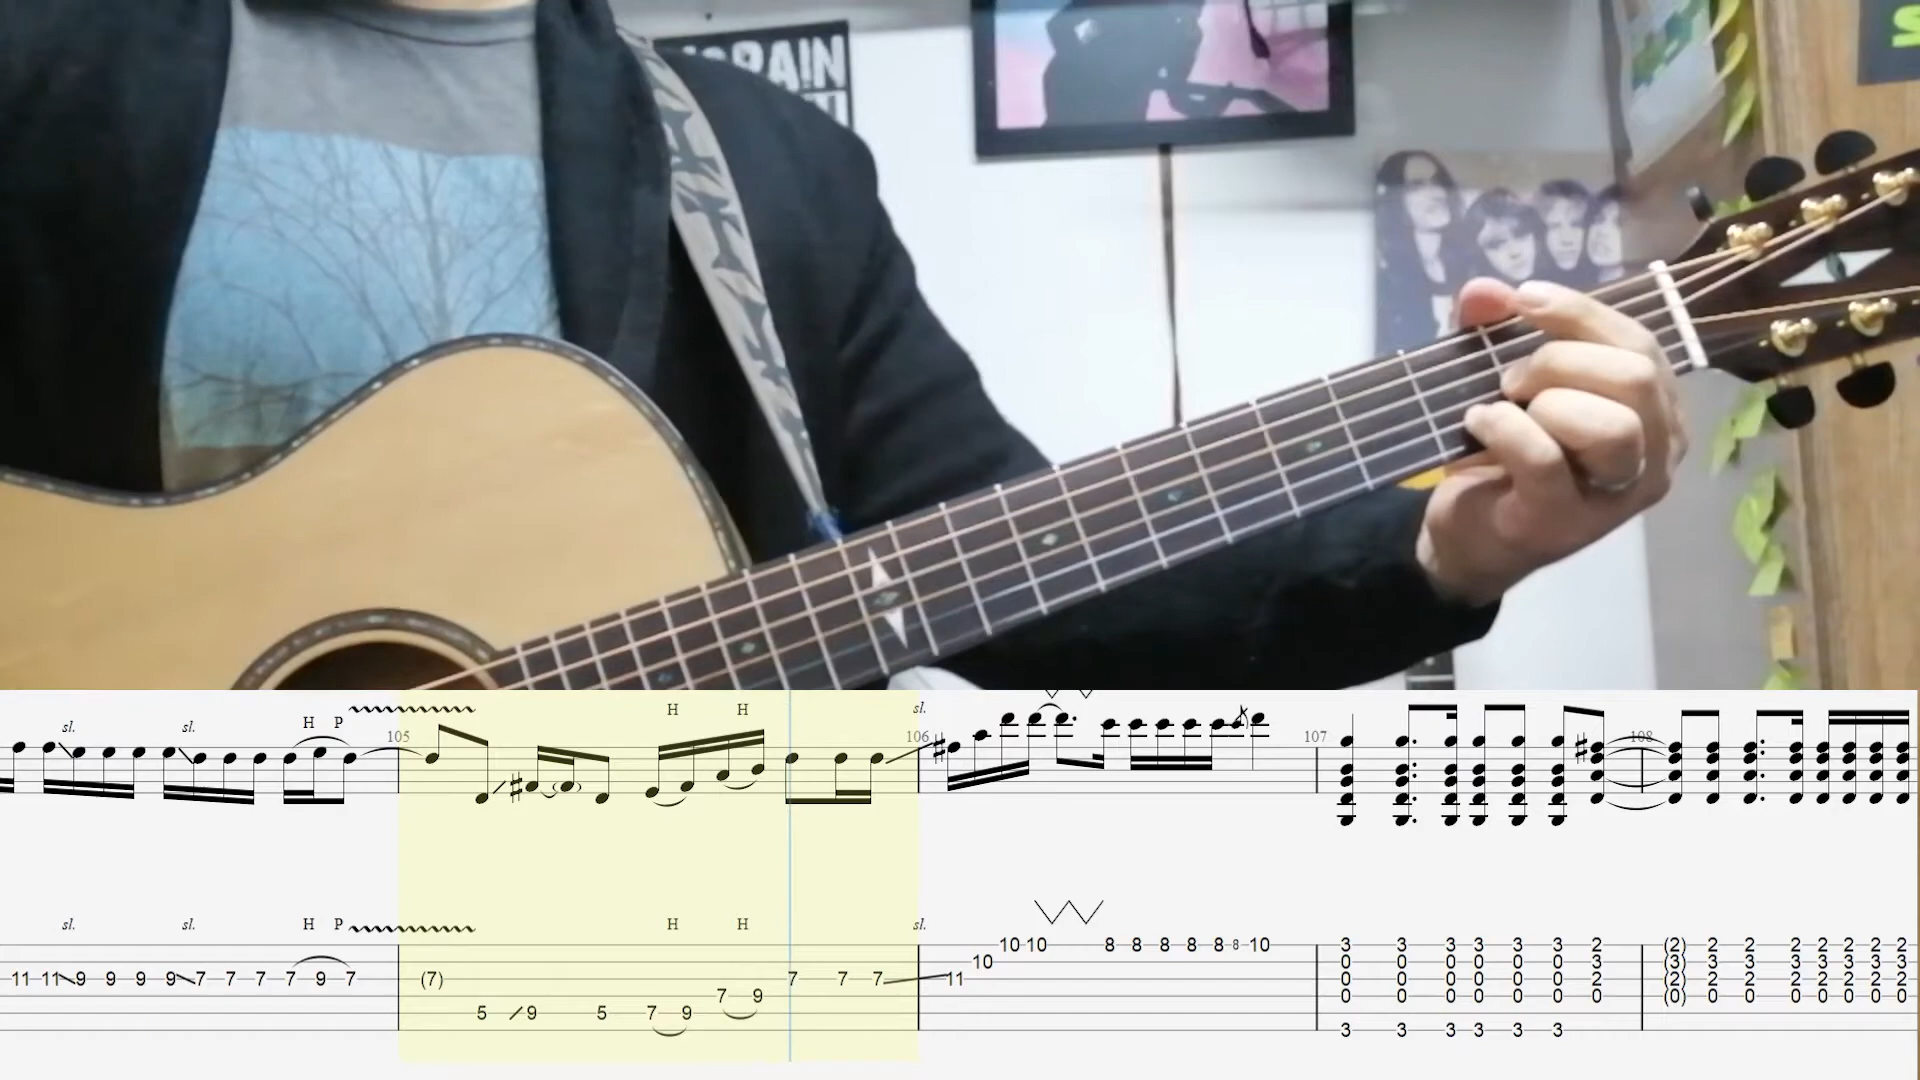 PAIN
S
sl. sl. H P H H sl.
105 106 107 108
sl. sl. H P H H sl.
10 10 8 8 8 8 8 8 10 3 3 3 3 3 3 2 (2) 2 2 2 2 2 2
10 0 0 0 0 0 0 3 (3) 3 3 3 3 3 3
11 11 9 9 9 9 7 7 7 7 9 7 (7) 7 7 7 11 0 0 0 0 0 0 2 (2) 2 2 2 2 2 2
7 9 0 0 0 0 0 0 0 (0) 0 0 0 0 0 0
5 9 5 7 9
3 3 3 3 3 3